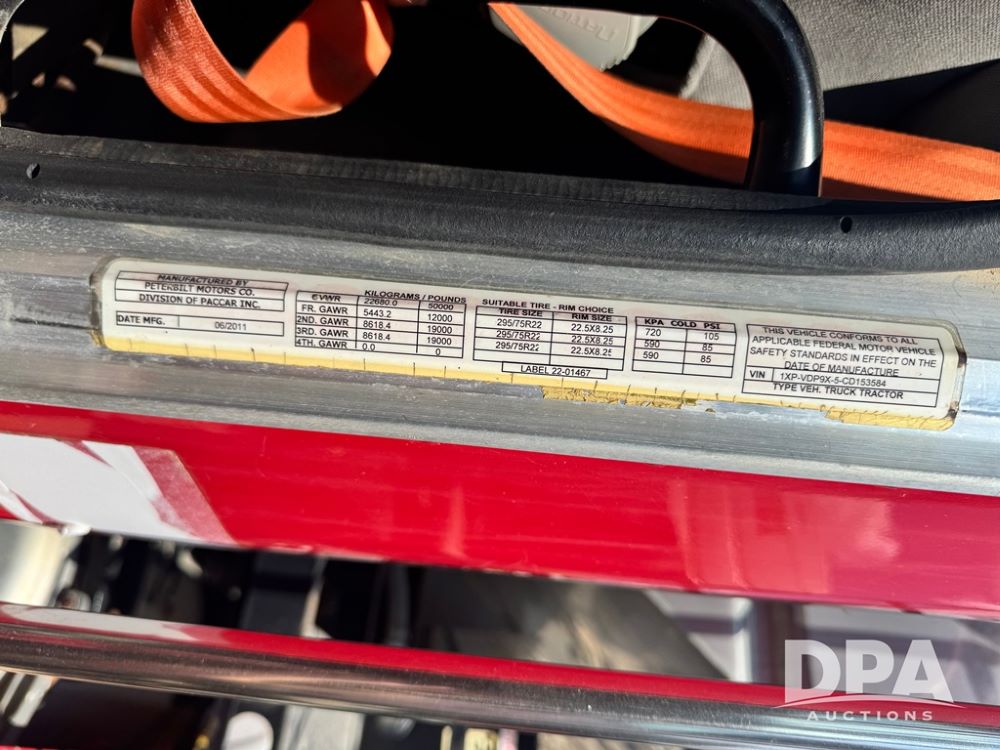 MANUFACTURED BY
PETERBILT MOTORS CO.
DIVISION OF PACCAR INC.
DATE MFG. 06/2011
KILOGRAMS / POUNDS
GVWR 22680.0 50000
FR. GAWR 5443.2 12000
2ND. GAWR 8618.4 19000
3RD. GAWR 8618.4 19000
4TH. GAWR 0.0 0
SUITABLE TIRE - RIM CHOICE
TIRE SIZE RIM SIZE
295/75R22 22.5X8.25
295/75R22 22.5X8.25
295/75R22 22.5X8.25
LABEL 22-01467
KPA COLD PSI
720 105
590 85
590 85
THIS VEHICLE CONFORMS TO ALL
APPLICABLE FEDERAL MOTOR VEHICLE
SAFETY STANDARDS IN EFFECT ON THE
DATE OF MANUFACTURE
VIN 1XP-VDP9X-5-CD153584
TYPE VEH. TRUCK TRACTOR
DPA
AUCTIONS